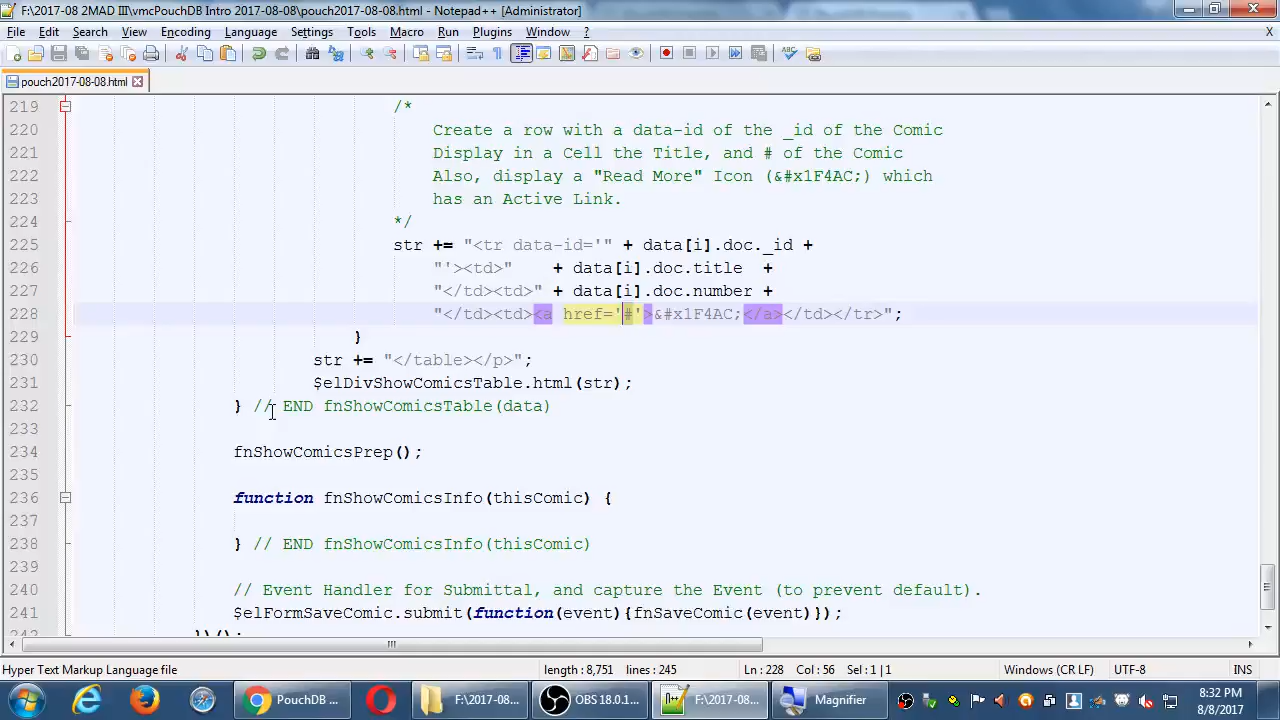 F:\2017-08 2MAD III\vmcPouchDB Intro 2017-08-08\pouch2017-08-08.html - Notepad++ [Administrator]
File Edit Search View Encoding Language Settings Tools Macro Run Plugins Window ? X
pouch2017-08-08.html
219 /*
220 Create a row with a data-id of the _id of the Comic
221 Display in a Cell the Title, and # of the Comic
222 Also, display a "Read More" Icon (&#x1F4AC;) which
223 has an Active Link.
224 */
225 str += "<tr data-id='" + data[i].doc._id +
226 "'><td>" + data[i].doc.title +
227 "</td><td>" + data[i].doc.number +
228 "</td><td><a href='#'>&#x1F4AC;</a></td></tr>";
229 }
230 str += "</table></p>";
231 $elDivShowComicsTable.html(str);
232 } // END fnShowComicsTable(data)
233
234 fnShowComicsPrep();
235
236 function fnShowComicsInfo(thisComic) {
237
238 } // END fnShowComicsInfo(thisComic)
239
240 // Event Handler for Submittal, and capture the Event (to prevent default).
241 $elFormSaveComic.submit(function(event){fnSaveComic(event)});
242 })();
Hyper Text Markup Language file length : 8,751 lines : 245 Ln : 228 Col : 56 Sel : 1 | 1 Windows (CR LF) UTF-8 INS
PouchDB ... F:\2017-08 ... OBS 18.0.1... F:\2017-08 ... Magnifier 8:32 PM
8/8/2017